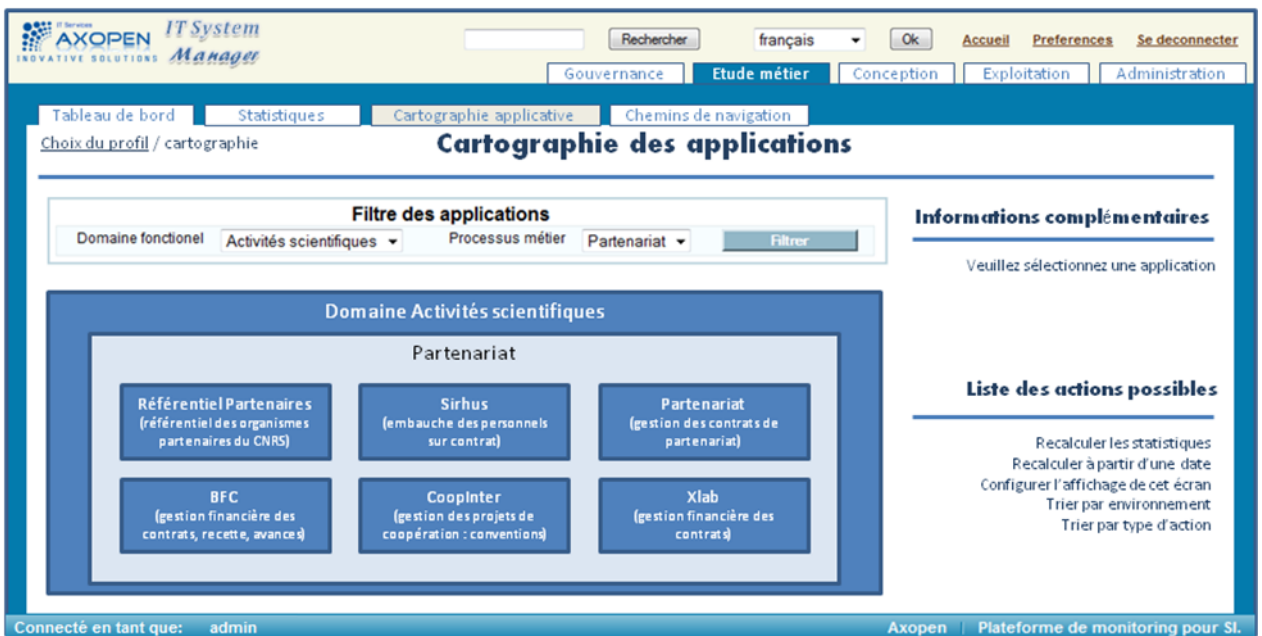 IT Services
AXOPEN
INOVATIVE SOLUTIONS
IT System
Manager
Rechercher
français
Ok
Accueil
Preferences
Se deconnecter
Gouvernance
Etude métier
Conception
Exploitation
Administration
Tableau de bord
Statistiques
Cartographie applicative
Chemins de navigation
Choix du profil / cartographie
Cartographie des applications
Filtre des applications
Domaine fonctionel
Activités scientifiques
Processus métier
Partenariat
Filtrer
Domaine Activités scientifiques
Partenariat
Référentiel Partenaires
(référentiel des organismes
partenaires du CNRS)
Sirhus
(embauche des personnels
sur contrat)
Partenariat
(gestion des contrats de
partenariat)
BFC
(gestion financière des
contrats, recette, avances)
CoopInter
(gestion des projets de
coopération : conventions)
Xlab
(gestion financière des
contrats)
Informations complémentaires
Veuillez sélectionnez une application
Liste des actions possibles
Recalculer les statistiques
Recalculer à partir d'une date
Configurer l'affichage de cet écran
Trier par environnement
Trier par type d'action
Connecté en tant que: admin
Axopen | Plateforme de monitoring pour SI.